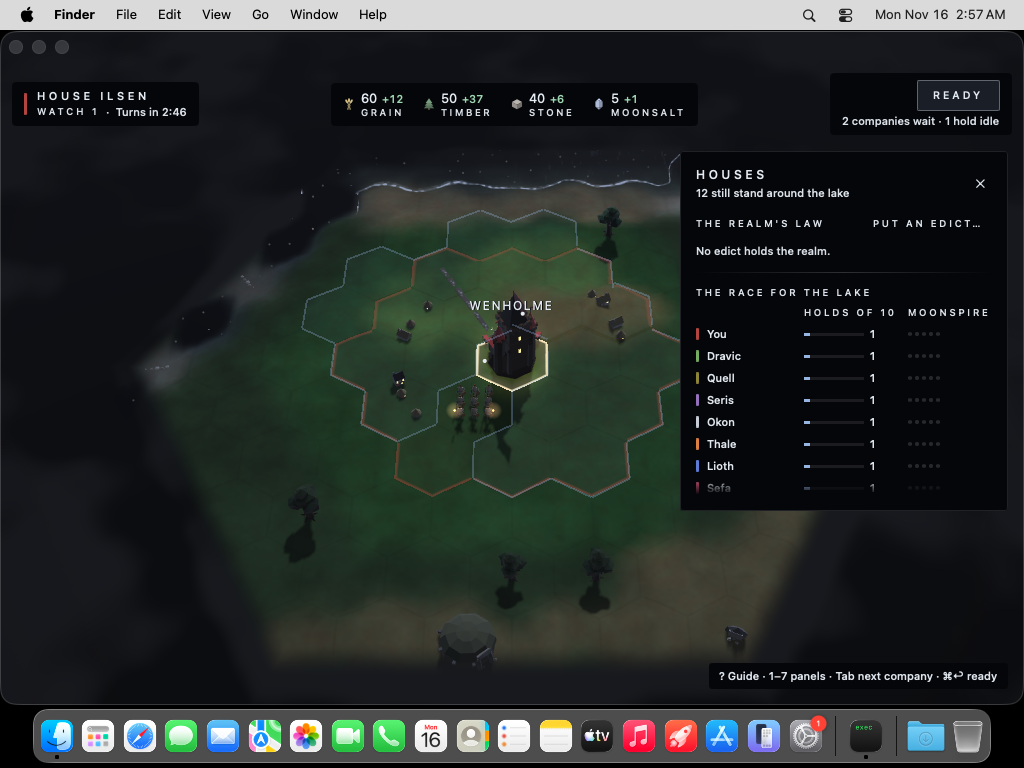 Finder File Edit View Go Window Help Mon Nov 16 2:57 AM
HOUSE ILSEN
WATCH 1 · Turns in 2:46
60 +12 50 +37 40 +6 5 +1
GRAIN TIMBER STONE MOONSALT
READY
2 companies wait · 1 hold idle
HOUSES
12 still stand around the lake
THE REALM'S LAW PUT AN EDICT…
No edict holds the realm.
THE RACE FOR THE LAKE
HOLDS OF 10 MOONSPIRE
You 1
Dravic 1
Quell 1
Seris 1
Okon 1
Thale 1
Lioth 1
Sefa 1
WENHOLME
? Guide · 1–7 panels · Tab next company · ⌘↩ ready
Mon
16
tv
1
exec